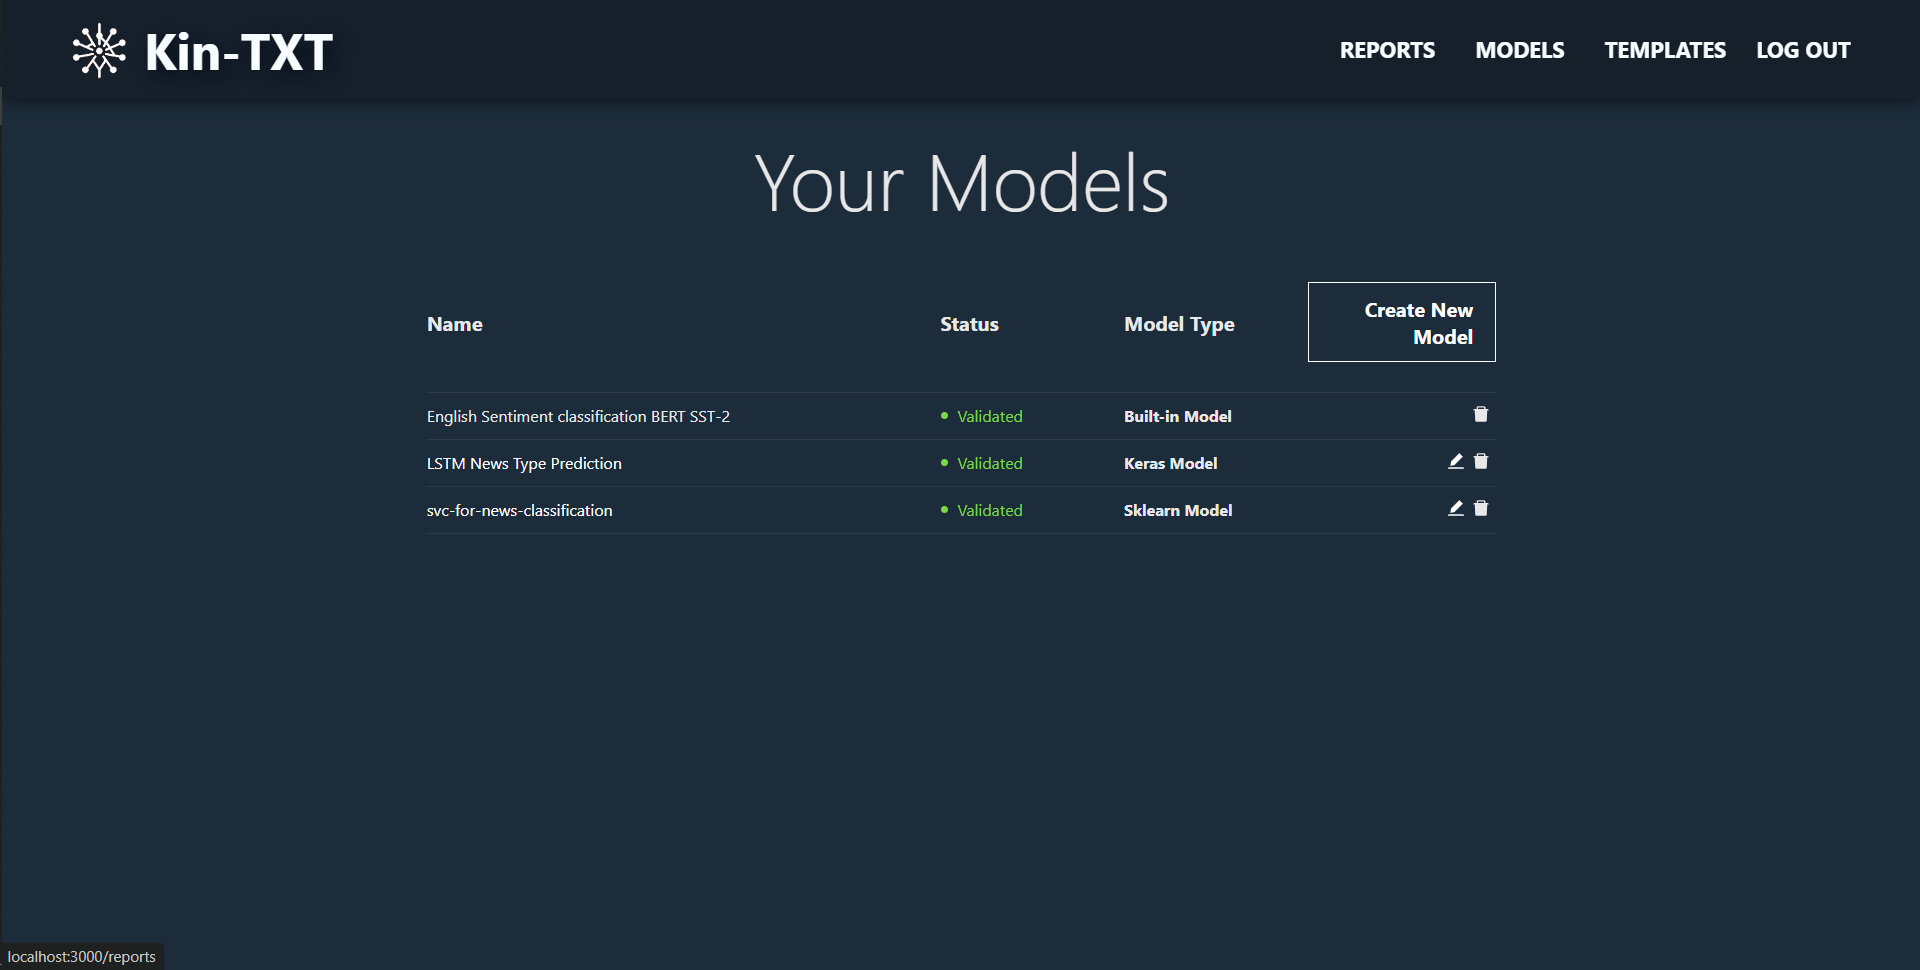 Kin-TXT
REPORTS MODELS TEMPLATES LOG OUT
Your Models
Name Status Model Type Create New
Model
English Sentiment classification BERT SST-2 Validated Built-in Model
LSTM News Type Prediction Validated Keras Model
svc-for-news-classification Validated Sklearn Model
localhost:3000/reports